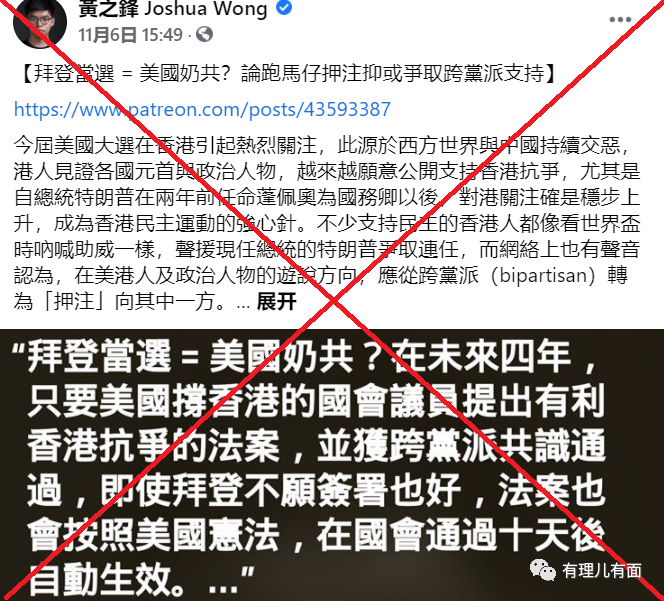 黃之鋒 Joshua Wong
11月6日 15:49 ·
【拜登當選 = 美國奶共？論跑馬仔押注抑或爭取跨黨派支持】
https://www.patreon.com/posts/43593387
今屆美國大選在香港引起熱烈關注，此源於西方世界與中國持續交惡，
港人見證各國元首與政治人物，越來越願意公開支持香港抗爭，尤其是
自總統特朗普在兩年前任命蓬佩奧為國務卿以後，對港關注確是穩步上
升，成為香港民主運動的強心針。不少支持民主的香港人都像看世界盃
時吶喊助威一樣，聲援現任總統的特朗普爭取連任，而網絡上也有聲音
認為，在美港人及政治人物的遊說方向，應從跨黨派（bipartisan）轉
為「押注」向其中一方。... 展开
“拜登當選 = 美國奶共？在未來四年，
只要美國撐香港的國會議員提出有利
香港抗爭的法案，並獲跨黨派共識通
過，即使拜登不願簽署也好，法案也
會按照美國憲法，在國會通過十天後
自動生效。...”
有理儿有面